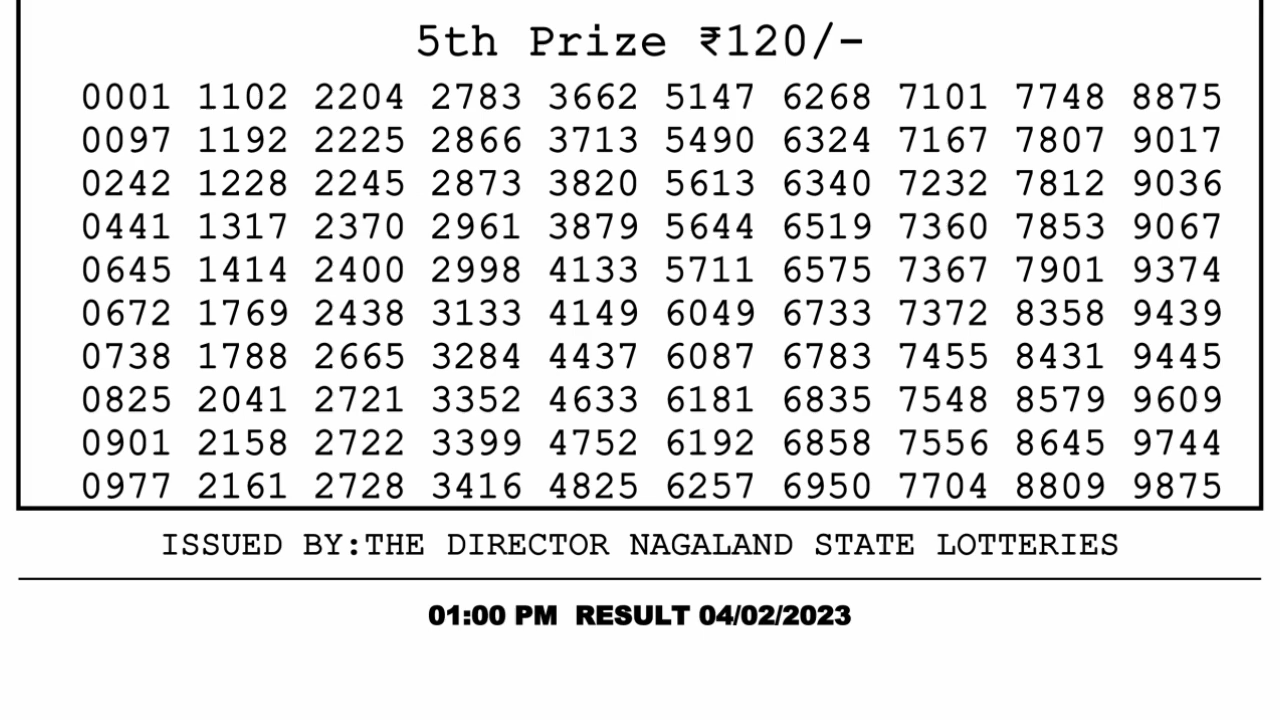 5th Prize ₹120/-
0001 1102 2204 2783 3662 5147 6268 7101 7748 8875
0097 1192 2225 2866 3713 5490 6324 7167 7807 9017
0242 1228 2245 2873 3820 5613 6340 7232 7812 9036
0441 1317 2370 2961 3879 5644 6519 7360 7853 9067
0645 1414 2400 2998 4133 5711 6575 7367 7901 9374
0672 1769 2438 3133 4149 6049 6733 7372 8358 9439
0738 1788 2665 3284 4437 6087 6783 7455 8431 9445
0825 2041 2721 3352 4633 6181 6835 7548 8579 9609
0901 2158 2722 3399 4752 6192 6858 7556 8645 9744
0977 2161 2728 3416 4825 6257 6950 7704 8809 9875
ISSUED BY:THE DIRECTOR NAGALAND STATE LOTTERIES
01:00 PM RESULT 04/02/2023